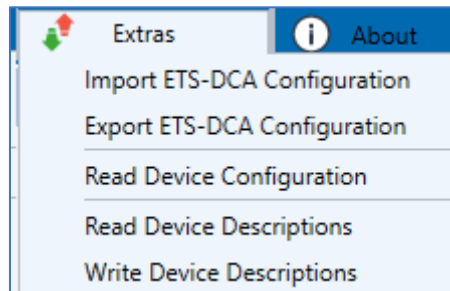 Extras
About
Import ETS-DCA Configuration
Export ETS-DCA Configuration
Read Device Configuration
Read Device Descriptions
Write Device Descriptions